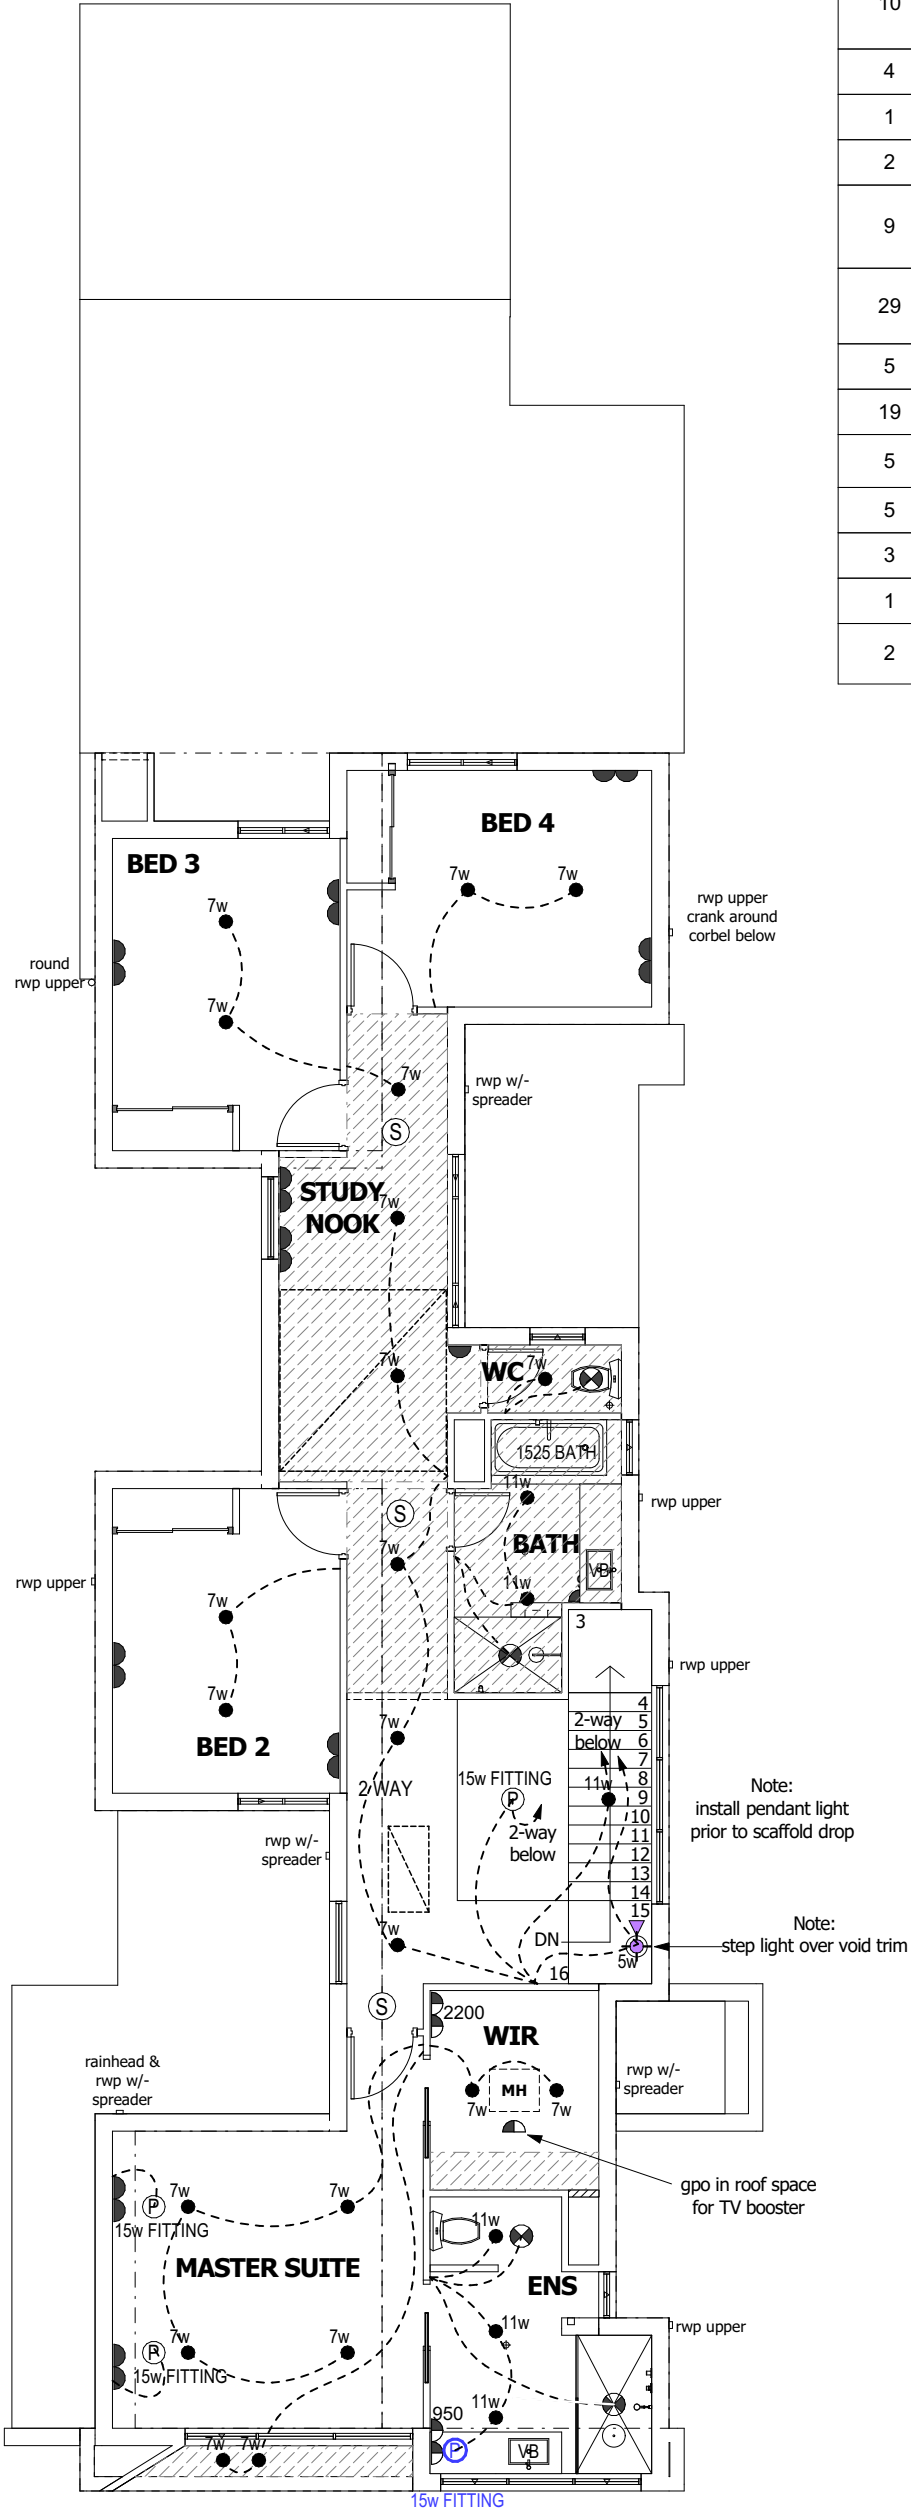 10
4
1
2
9
29
5
19
5
5
3
1
2
BED 4
BED 3
7w
7w
7w
rwp upper
crank around
corbel below
round
rwp upper
7w
7w
rwp w/-
spreader
S
STUDY
NOOK
7w
7w
WC
7w
1525 BATH
11w
rwp upper
S
BATH
7w
VB
rwp upper
11w
7w
3
rwp upper
7w
4
5
6
7
8
9
10
11
12
13
14
15
16
2-way
below
7w
BED 2
2-WAY
15w FITTING
P
11w
2-way
below
Note:
install pendant light
prior to scaffold drop
rwp w/-
spreader
7w
DN
5w
Note:
step light over void trim
S
2200
WIR
rainhead &
rwp w/-
spreader
MH
7w
7w
rwp w/-
spreader
gpo in roof space
for TV booster
7w
7w
P
15w FITTING
11w
MASTER SUITE
ENS
11w
rwp upper
7w
7w
P
15w FITTING
11w
950
7w
7w
P
VB
15w FITTING